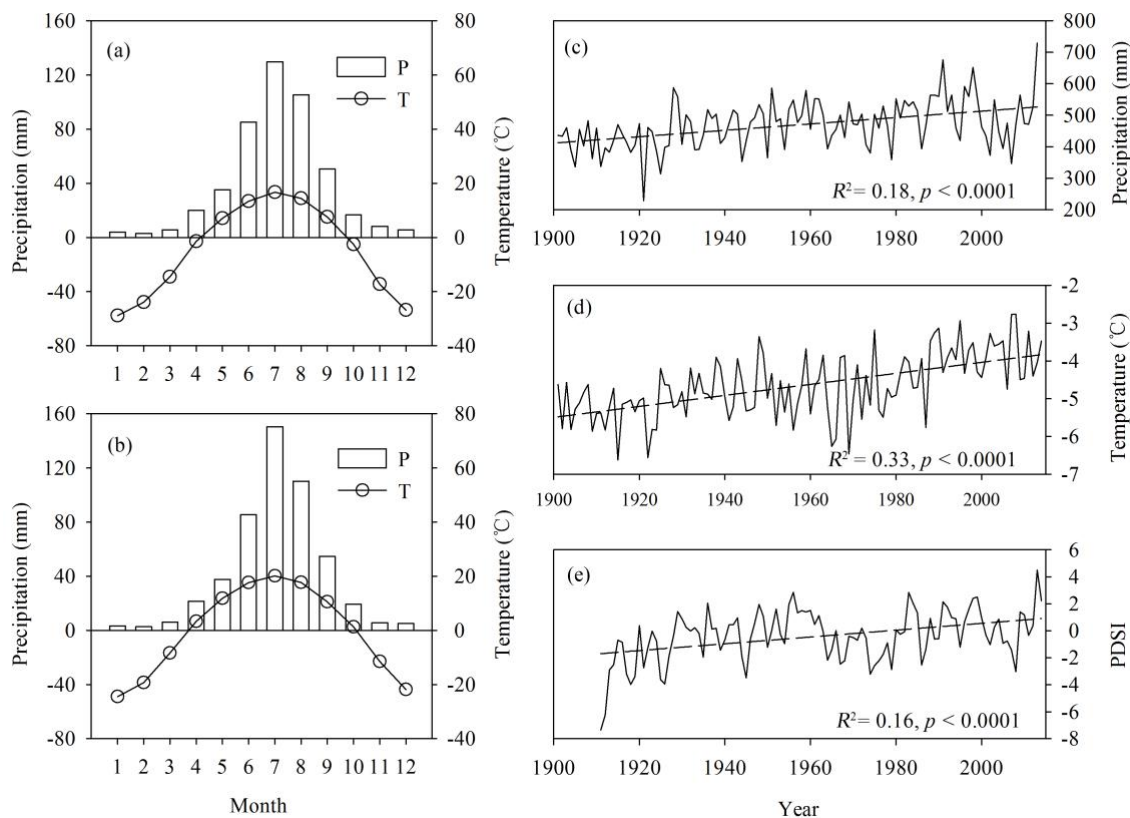 (a)
P
T
160
120
80
40
0
-40
-80
80
60
40
20
0
-20
-40
Precipitation (mm)
Temperature (℃)
1 2 3 4 5 6 7 8 9 10 11 12
(b)
P
T
160
120
80
40
0
-40
-80
80
60
40
20
0
-20
-40
Precipitation (mm)
Temperature (℃)
1 2 3 4 5 6 7 8 9 10 11 12
Month
(c)
800
700
600
500
400
300
200
Precipitation (mm)
R²= 0.18, p < 0.0001
1900 1920 1940 1960 1980 2000
(d)
-2
-3
-4
-5
-6
-7
Temperature (℃)
R²= 0.33, p < 0.0001
1900 1920 1940 1960 1980 2000
(e)
6
4
2
0
-2
-4
-6
-8
PDSI
R²= 0.16, p < 0.0001
1900 1920 1940 1960 1980 2000
Year